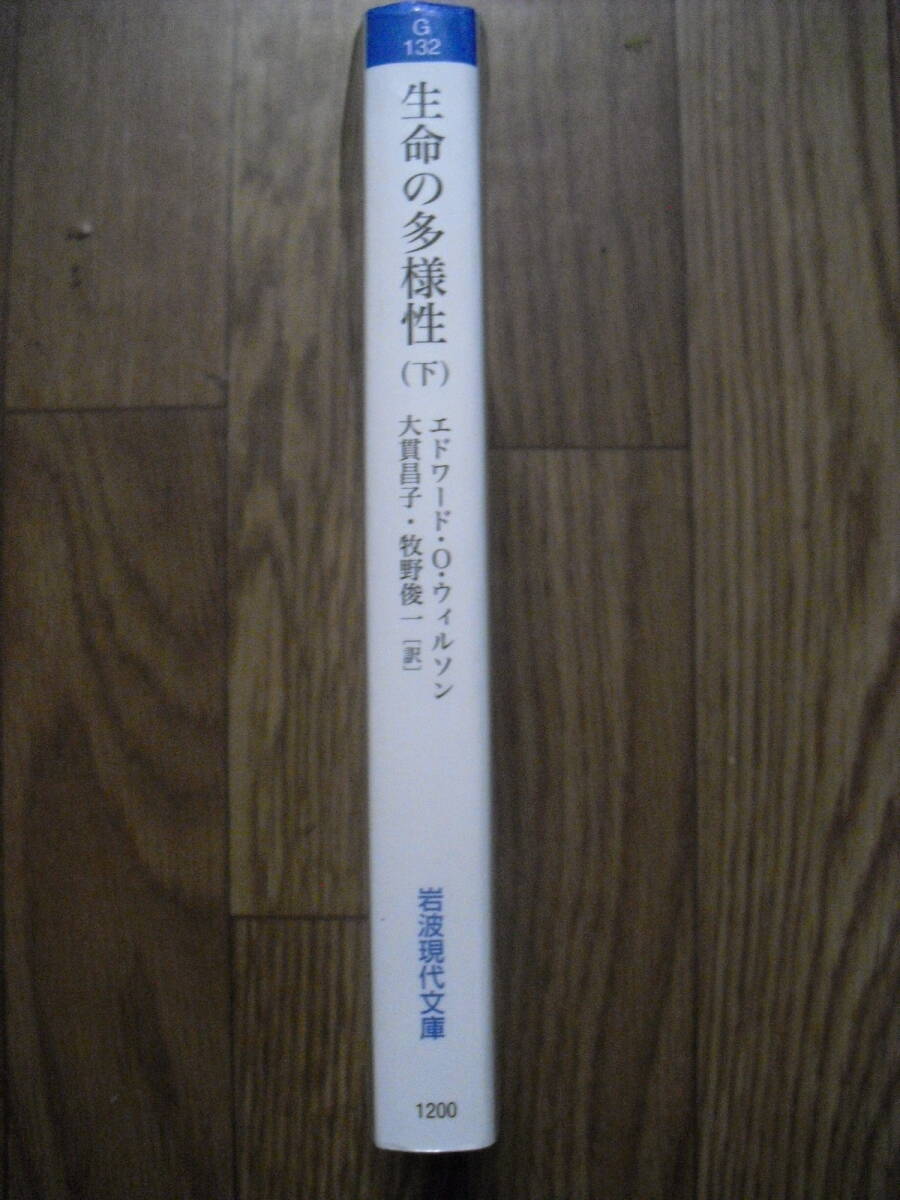 G
132
生命の多様性(下)
エドワード・O・ウィルソン
大貫昌子・牧野俊一[訳]
岩波現代文庫
1200